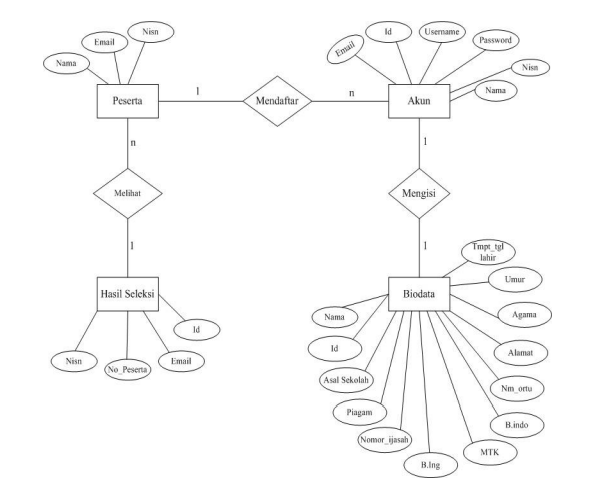 Nisn
Email
Nama
Peserta
1
Mendaftar
n
Email
Id
Username
Password
Nisn
Nama
Akun
n
Melihat
1
1
Mengisi
1
Hasil Seleksi
Id
Nisn
No_Peserta
Email
Biodata
Tmpt_tgl
lahir
Umur
Agama
Alamat
Nm_ortu
B.indo
MTK
B.Ing
Nomor_ijasah
Piagam
Asal Sekolah
Id
Nama